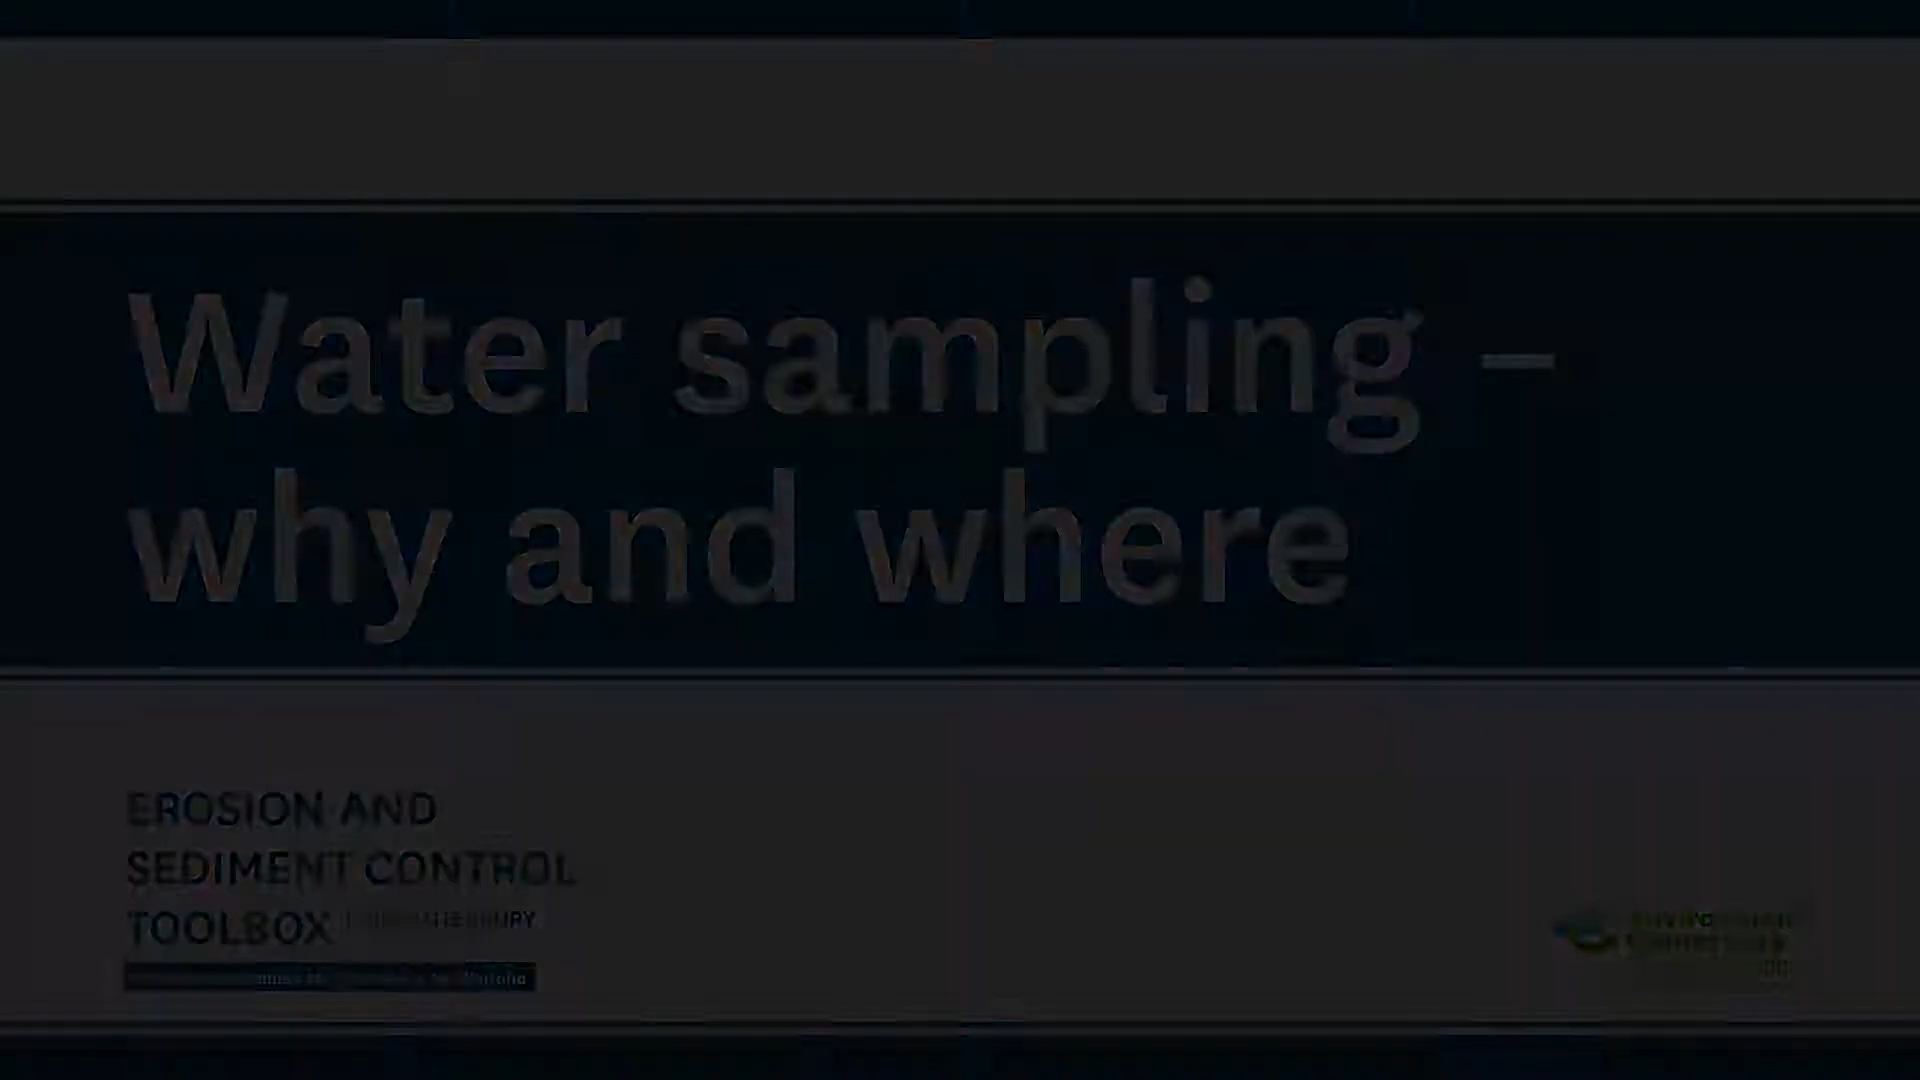 Water sampling –
why and where
EROSION AND
SEDIMENT CONTROL
TOOLBOX